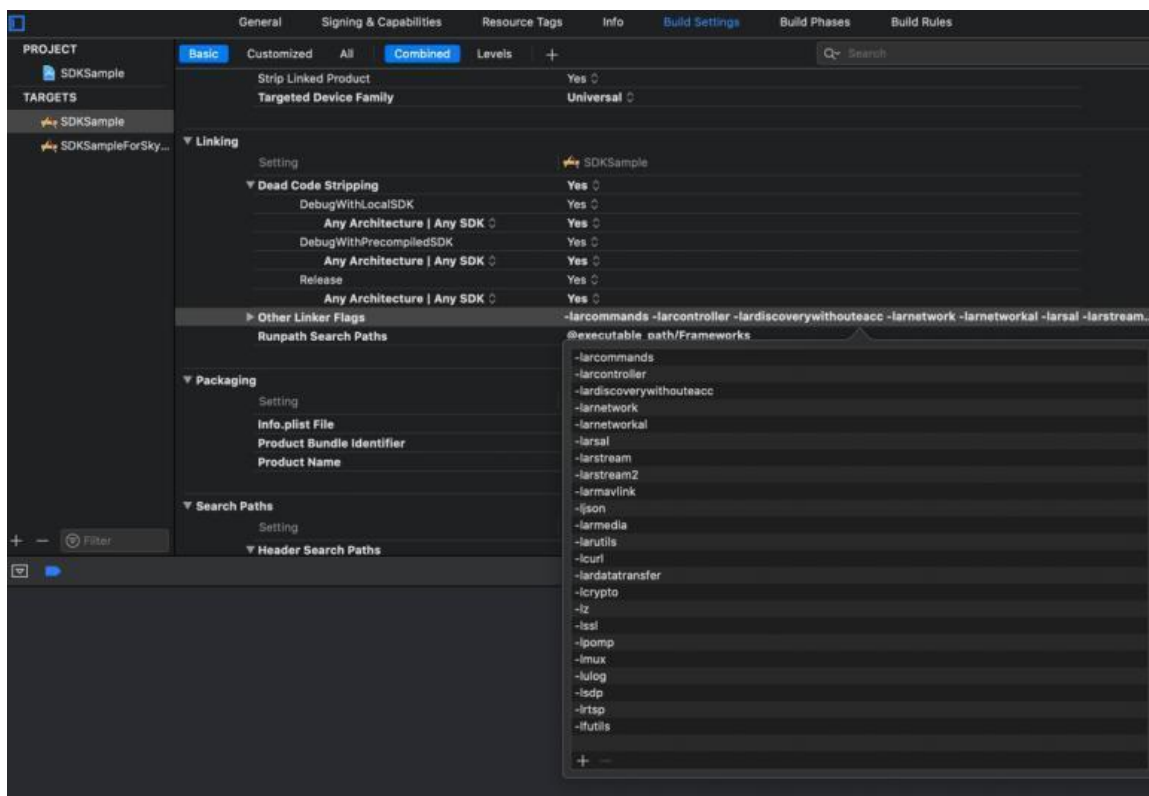 General Signing & Capabilities Resource Tags Info Build Settings Build Phases Build Rules
PROJECT
SDKSample
TARGETS
SDKSample
SDKSampleForSky...
Filter
Basic Customized All Combined Levels + Search
Strip Linked Product Yes
Targeted Device Family Universal
Linking
Setting SDKSample
Dead Code Stripping Yes
DebugWithLocalSDK Yes
Any Architecture | Any SDK Yes
DebugWithPrecompiledSDK Yes
Any Architecture | Any SDK Yes
Release Yes
Any Architecture | Any SDK Yes
Other Linker Flags -larcommands -larcontroller -lardiscoverywithouteacc -larnetwork -larnetworkal -larsal -larstream...
Runpath Search Paths @executable_path/Frameworks
Packaging
Setting
Info.plist File
Product Bundle Identifier
Product Name
Search Paths
Setting
Header Search Paths
-larcommands
-larcontroller
-lardiscoverywithouteacc
-larnetwork
-larnetworkal
-larsal
-larstream
-larstream2
-larmavlink
-ljson
-larmedia
-larutils
-lcurl
-lardatatransfer
-lcrypto
-lz
-lssl
-lpomp
-lmux
-lulog
-lsdp
-lrtsp
-lfutils
+ −